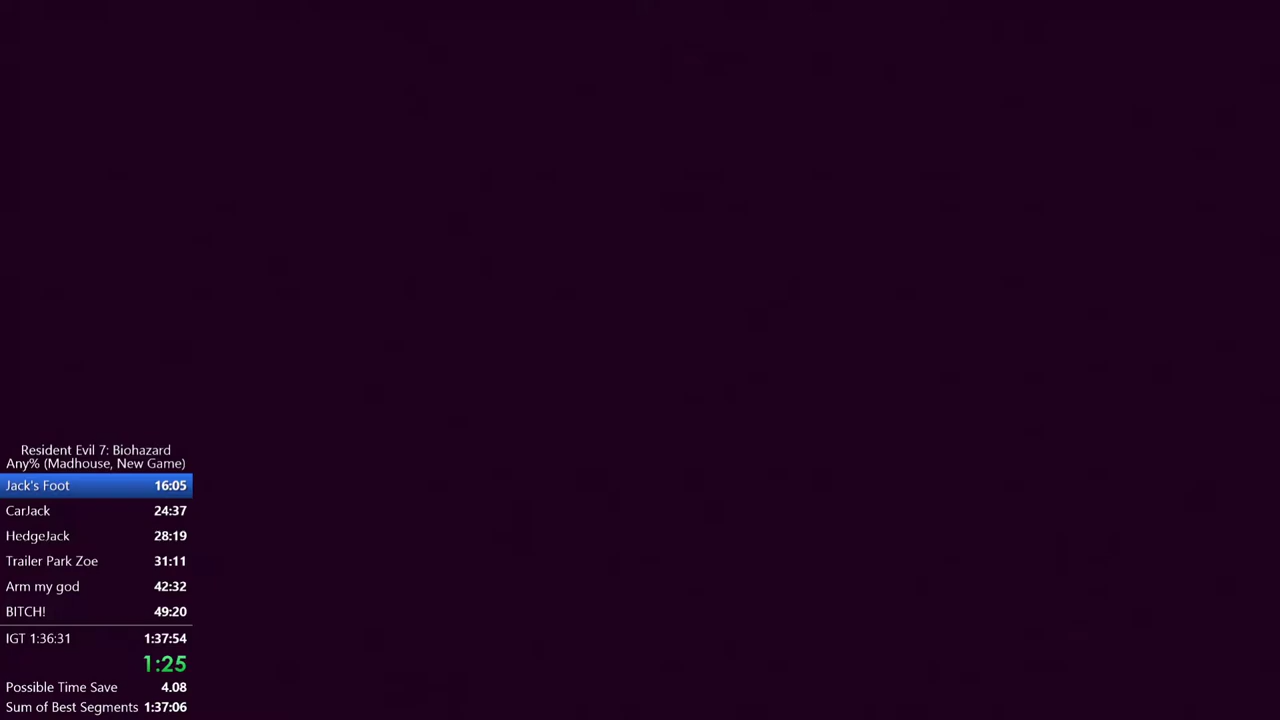 Resident Evil 7: Biohazard
Any% (Madhouse, New Game)
Jack's Foot 16:05
CarJack 24:37
HedgeJack 28:19
Trailer Park Zoe 31:11
Arm my god 42:32
BITCH! 49:20
IGT 1:36:31 1:37:54
1:25
Possible Time Save 4.08
Sum of Best Segments 1:37:06